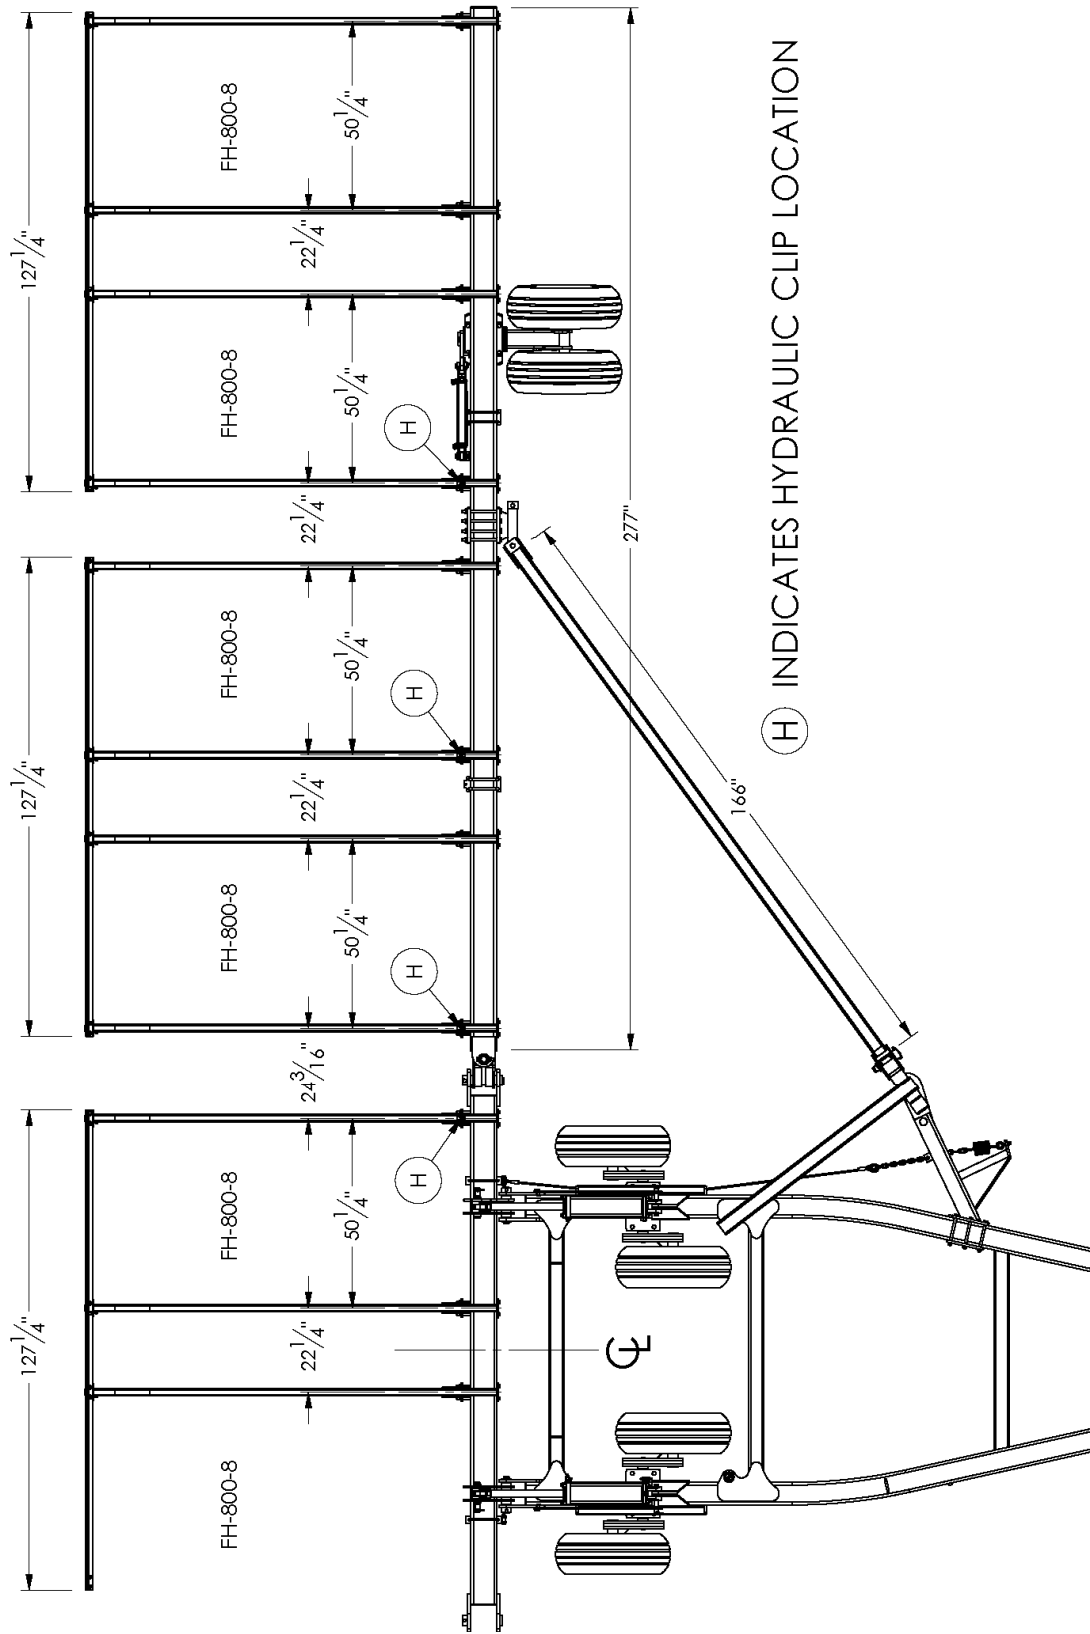 127 1/4"
127 1/4"
127 1/4"
FH-800-8
FH-800-8
FH-800-8
FH-800-8
FH-800-8
FH-800-8
22 1/4"
24 3/16"
22 1/4"
22 1/4"
22 1/4"
50 1/4"
50 1/4"
50 1/4"
50 1/4"
50 1/4"
H
H
H
H
℄
277"
166"
H INDICATES HYDRAULIC CLIP LOCATION